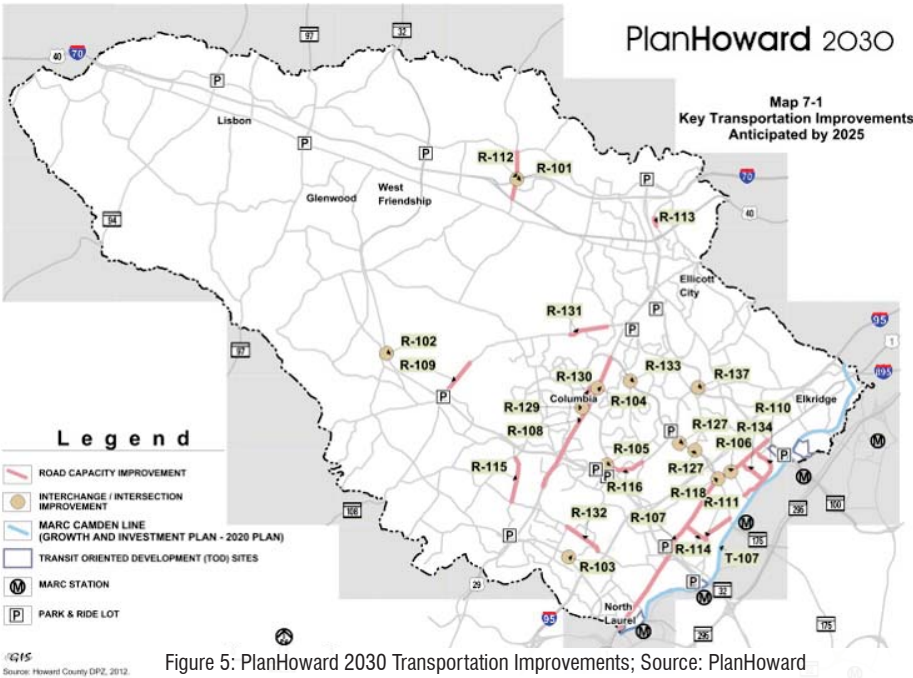 PlanHoward 2030
Map 7-1
Key Transportation Improvements
Anticipated by 2025
97
32
40
70
P
Lisbon
P
P
R-112
R-101
P
70
Glenwood
West
Friendship
94
R-113
40
Ellicott
City
P
R-131
P
95
1
97
R-102
R-109
R-133
R-137
895
R-130
R-104
P
Columbia
R-129
R-108
R-110
Elkridge
R-127
R-134
P
R-106
R-105
P
M
R-115
P
P
R-116
R-127
M
R-118
R-111
295
100
108
R-132
R-107
M
P
R-103
P
R-114
T-107
175
29
P
32
M
North
Laurel
95
M
295
175
Legend
ROAD CAPACITY IMPROVEMENT
INTERCHANGE / INTERSECTION
IMPROVEMENT
MARC CAMDEN LINE
(GROWTH AND INVESTMENT PLAN - 2020 PLAN)
TRANSIT ORIENTED DEVELOPMENT (TOD) SITES
M MARC STATION
P PARK & RIDE LOT
GIS
Source: Howard County DPZ, 2012.
Figure 5: PlanHoward 2030 Transportation Improvements; Source: PlanHoward